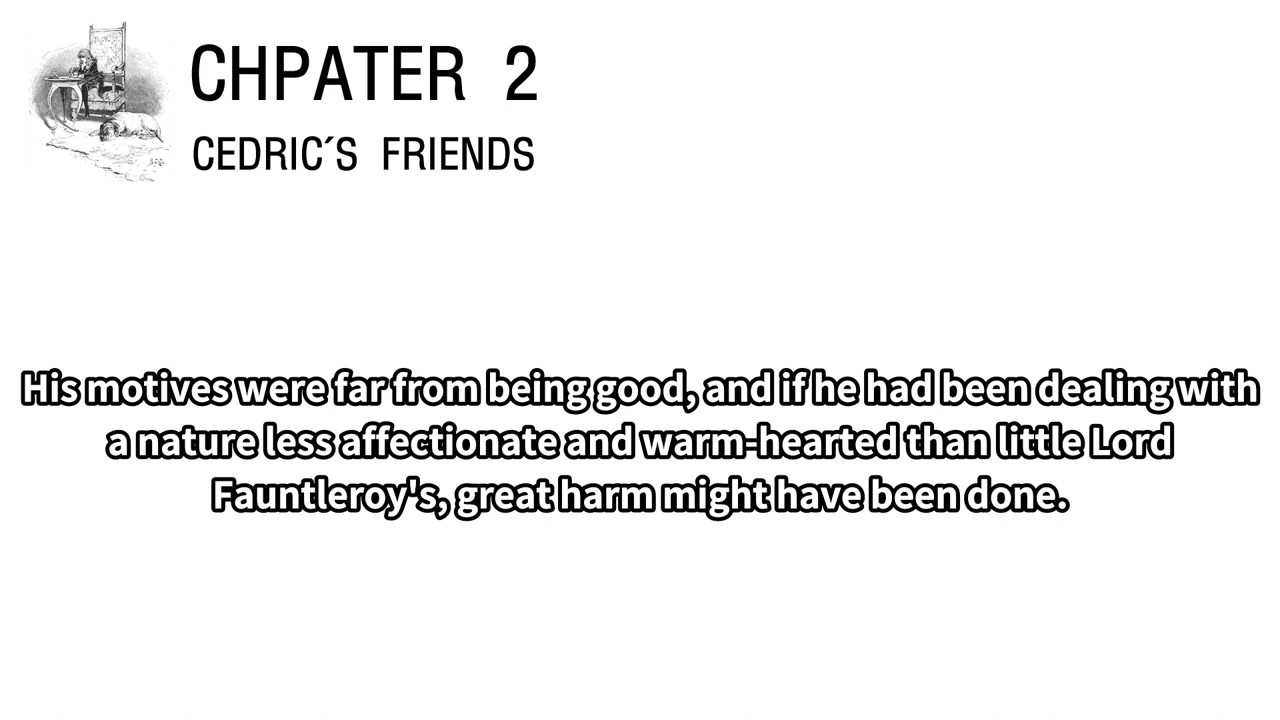 CHPATER 2
CEDRIC´S FRIENDS
His motives were far from being good, and if he had been dealing with
a nature less affectionate and warm-hearted than little Lord
Fauntleroy's, great harm might have been done.